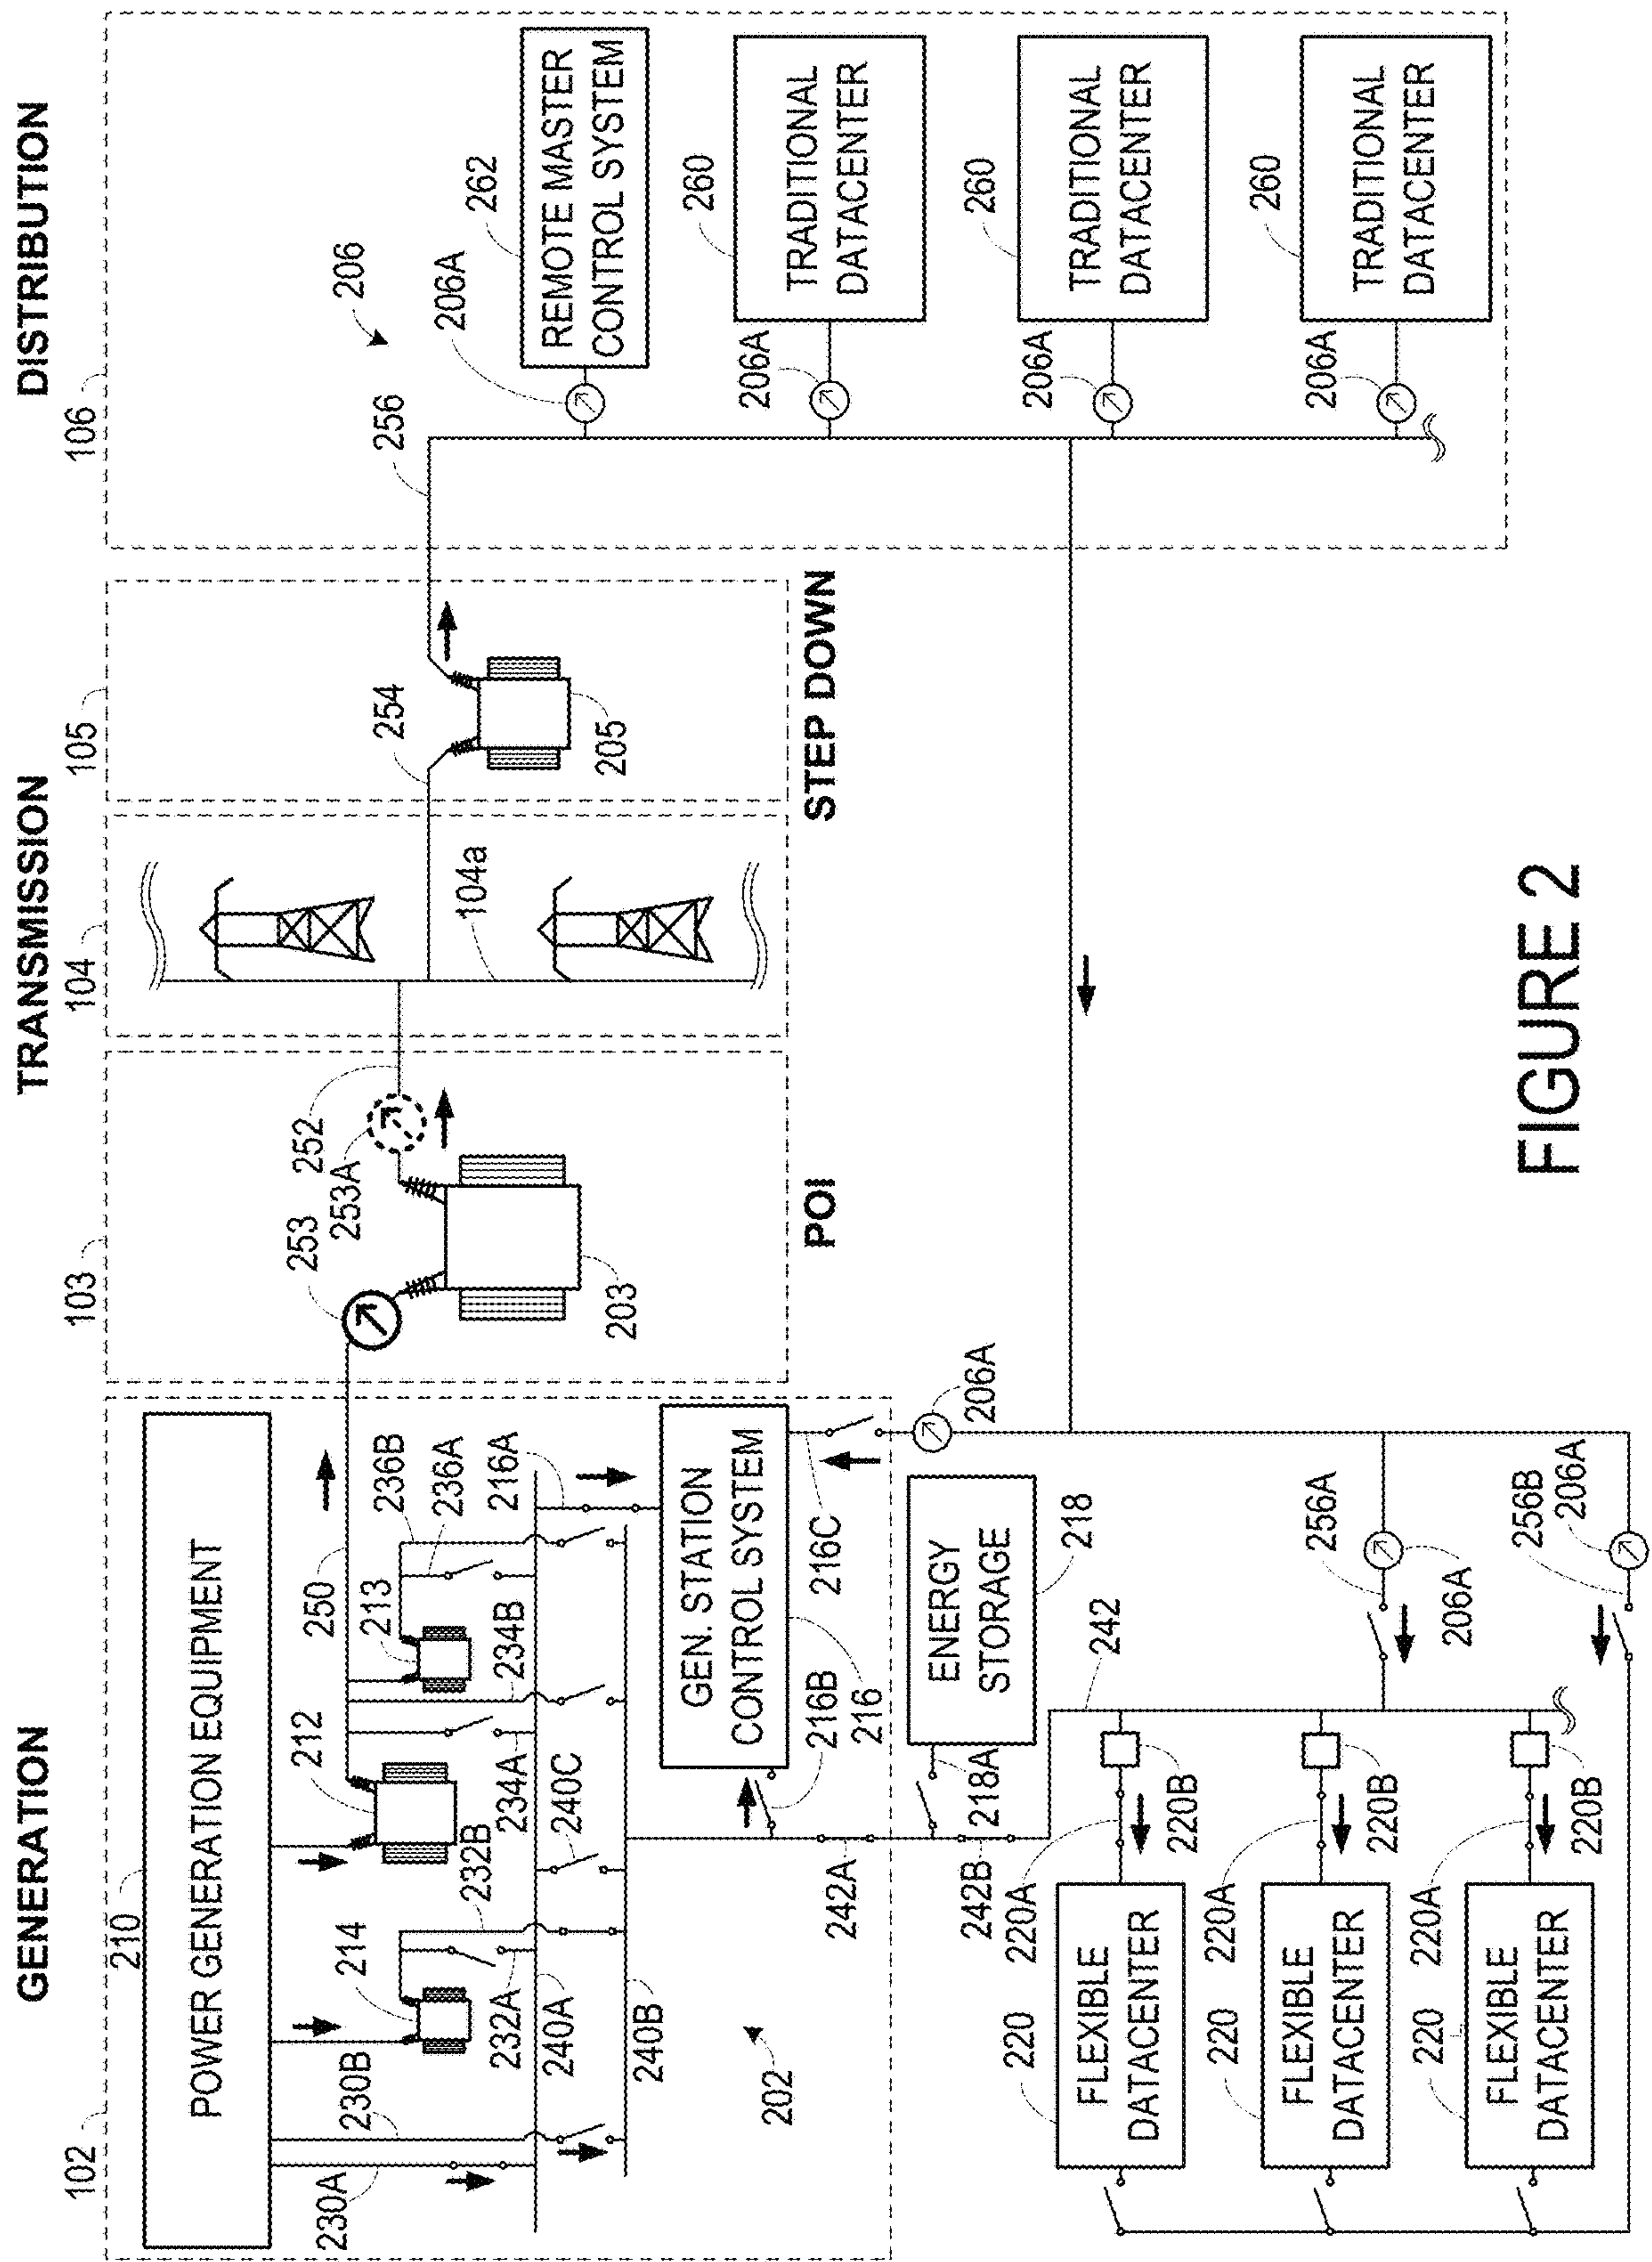 GENERATION
TRANSMISSION
DISTRIBUTION
102
210
103
104
105
106
POWER GENERATION EQUIPMENT
230A
230B
214
212
213
250
236B
236A
216A
232A
232B
234A
234B
240A
240B
240C
202
GEN. STATION
CONTROL SYSTEM
216
216B
216C
253
253A
252
203
POI
104a
254
205
STEP DOWN
256
206
206A
262
REMOTE MASTER
CONTROL SYSTEM
206A
260
TRADITIONAL
DATACENTER
206A
260
TRADITIONAL
DATACENTER
206A
260
TRADITIONAL
DATACENTER
206A
242A
242B
218A
ENERGY
STORAGE
218
242
256A
206A
256B
206A
220
FLEXIBLE
DATACENTER
220A
220B
220
FLEXIBLE
DATACENTER
220A
220B
220
FLEXIBLE
DATACENTER
220A
220B
FIGURE 2